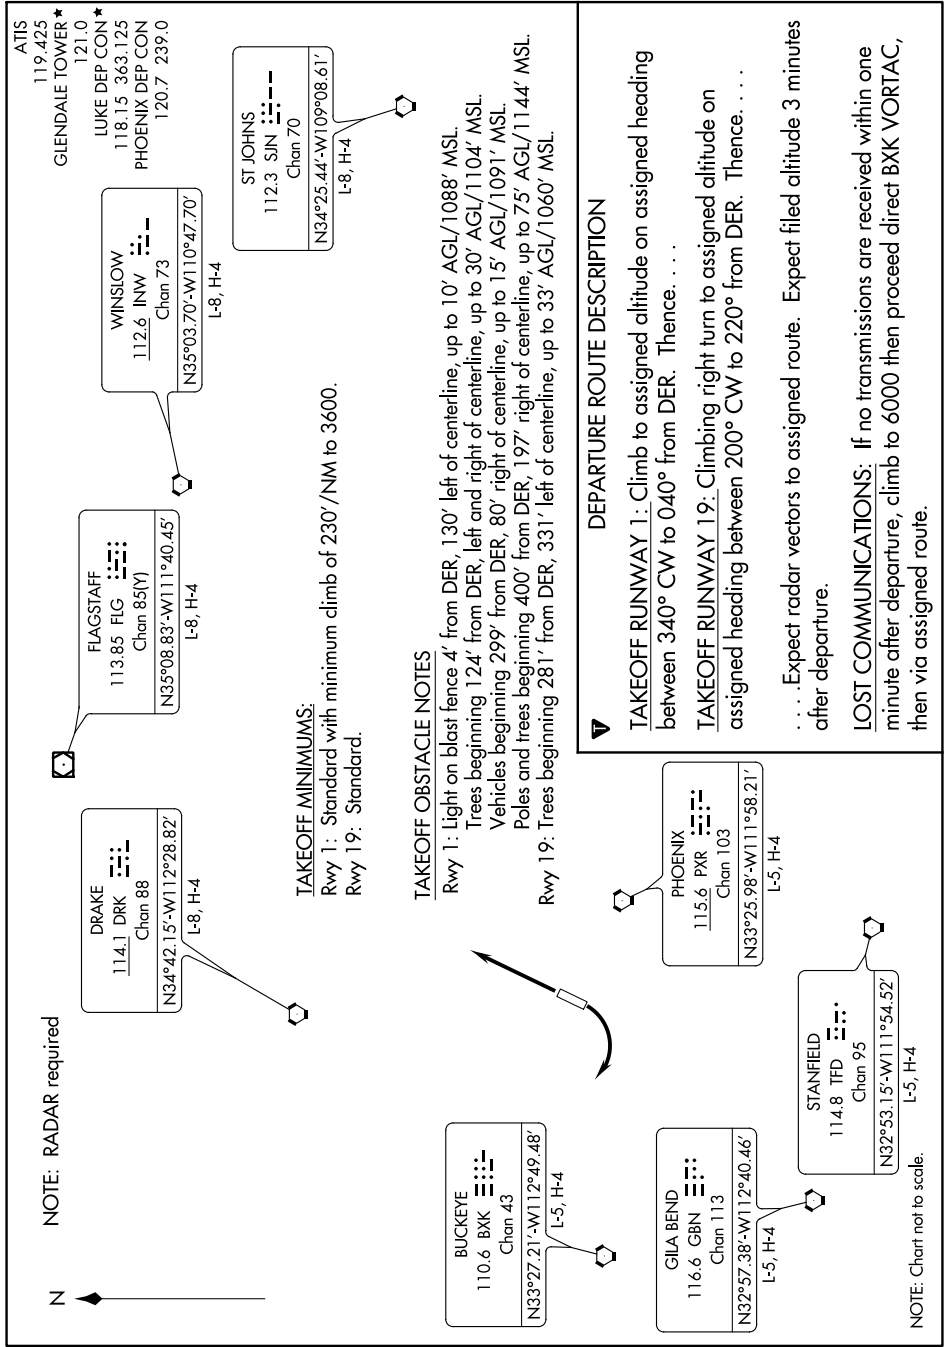 ATIS
119.425
GLENDALE TOWER★
121.0
LUKE DEP CON★
118.15 363.125
PHOENIX DEP CON
120.7 239.0
NOTE: RADAR required
N
DRAKE
114.1 DRK
Chan 88
N34°42.15′-W112°28.82′
L-8, H-4
FLAGSTAFF
113.85 FLG
Chan 85(Y)
N35°08.83′-W111°40.45′
L-8, H-4
WINSLOW
112.6 INW
Chan 73
N35°03.70′-W110°47.70′
L-8, H-4
ST JOHNS
112.3 SJN
Chan 70
N34°25.44′-W109°08.61′
L-8, H-4
TAKEOFF MINIMUMS:
Rwy 1: Standard with minimum climb of 230′/NM to 3600.
Rwy 19: Standard.
TAKEOFF OBSTACLE NOTES
Rwy 1: Light on blast fence 4′ from DER, 130′ left of centerline, up to 10′ AGL/1088′ MSL.
Trees beginning 124′ from DER, left and right of centerline, up to 30′ AGL/1104′ MSL.
Vehicles beginning 299′ from DER, 80′ right of centerline, up to 15′ AGL/1091′ MSL.
Poles and trees beginning 400′ from DER, 197′ right of centerline, up to 75′ AGL/1144′ MSL.
Rwy 19: Trees beginning 281′ from DER, 331′ left of centerline, up to 33′ AGL/1060′ MSL.
BUCKEYE
110.6 BXK
Chan 43
N33°27.21′-W112°49.48′
L-5, H-4
GILA BEND
116.6 GBN
Chan 113
N32°57.38′-W112°40.46′
L-5, H-4
PHOENIX
115.6 PXR
Chan 103
N33°25.98′-W111°58.21′
L-5, H-4
STANFIELD
114.8 TFD
Chan 95
N32°53.15′-W111°54.52′
L-5, H-4
NOTE: Chart not to scale.
T
DEPARTURE ROUTE DESCRIPTION
TAKEOFF RUNWAY 1: Climb to assigned altitude on assigned heading
between 340° CW to 040° from DER. Thence. . . .
TAKEOFF RUNWAY 19: Climbing right turn to assigned altitude on
assigned heading between 200° CW to 220° from DER. Thence. . . .
. . . .Expect radar vectors to assigned route. Expect filed altitude 3 minutes
after departure.
LOST COMMUNICATIONS: If no transmissions are received within one
minute after departure, climb to 6000 then proceed direct BXK VORTAC,
then via assigned route.